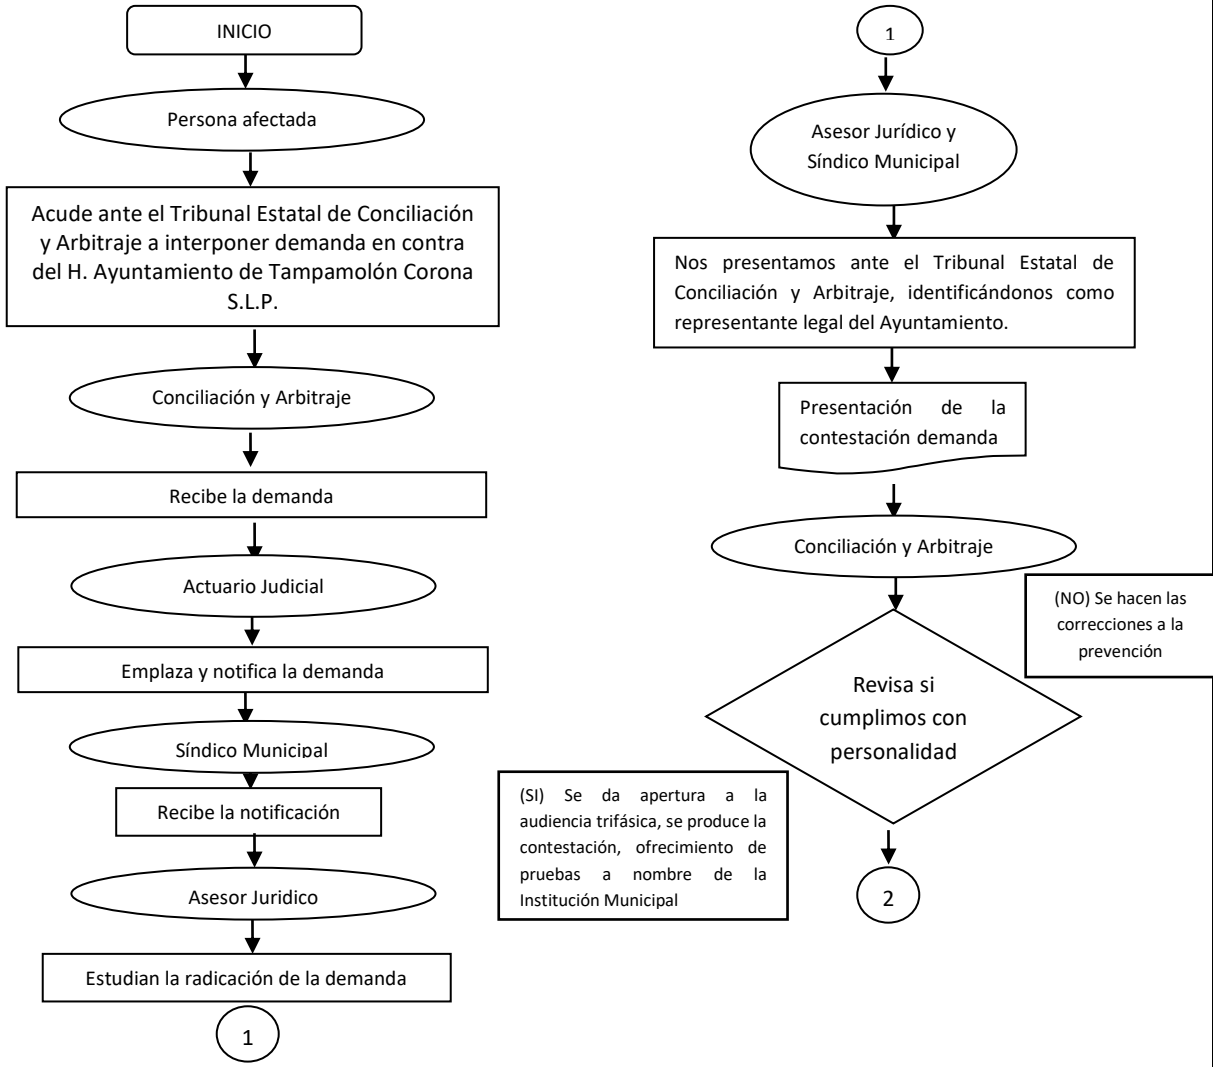 INICIO
Persona afectada
Acude ante el Tribunal Estatal de Conciliación
y Arbitraje a interponer demanda en contra
del H. Ayuntamiento de Tampamolón Corona
S.L.P.
Conciliación y Arbitraje
Recibe la demanda
Actuario Judicial
Emplaza y notifica la demanda
Síndico Municipal
Recibe la notificación
Asesor Juridico
Estudian la radicación de la demanda
1
1
Asesor Jurídico y
Síndico Municipal
Nos presentamos ante el Tribunal Estatal de
Conciliación y Arbitraje, identificándonos como
representante legal del Ayuntamiento.
Presentación de la
contestación demanda
Conciliación y Arbitraje
(NO) Se hacen las
correcciones a la
prevención
Revisa si
cumplimos con
personalidad
(SI) Se da apertura a la
audiencia trifásica, se produce la
contestación, ofrecimiento de
pruebas a nombre de la
Institución Municipal
2